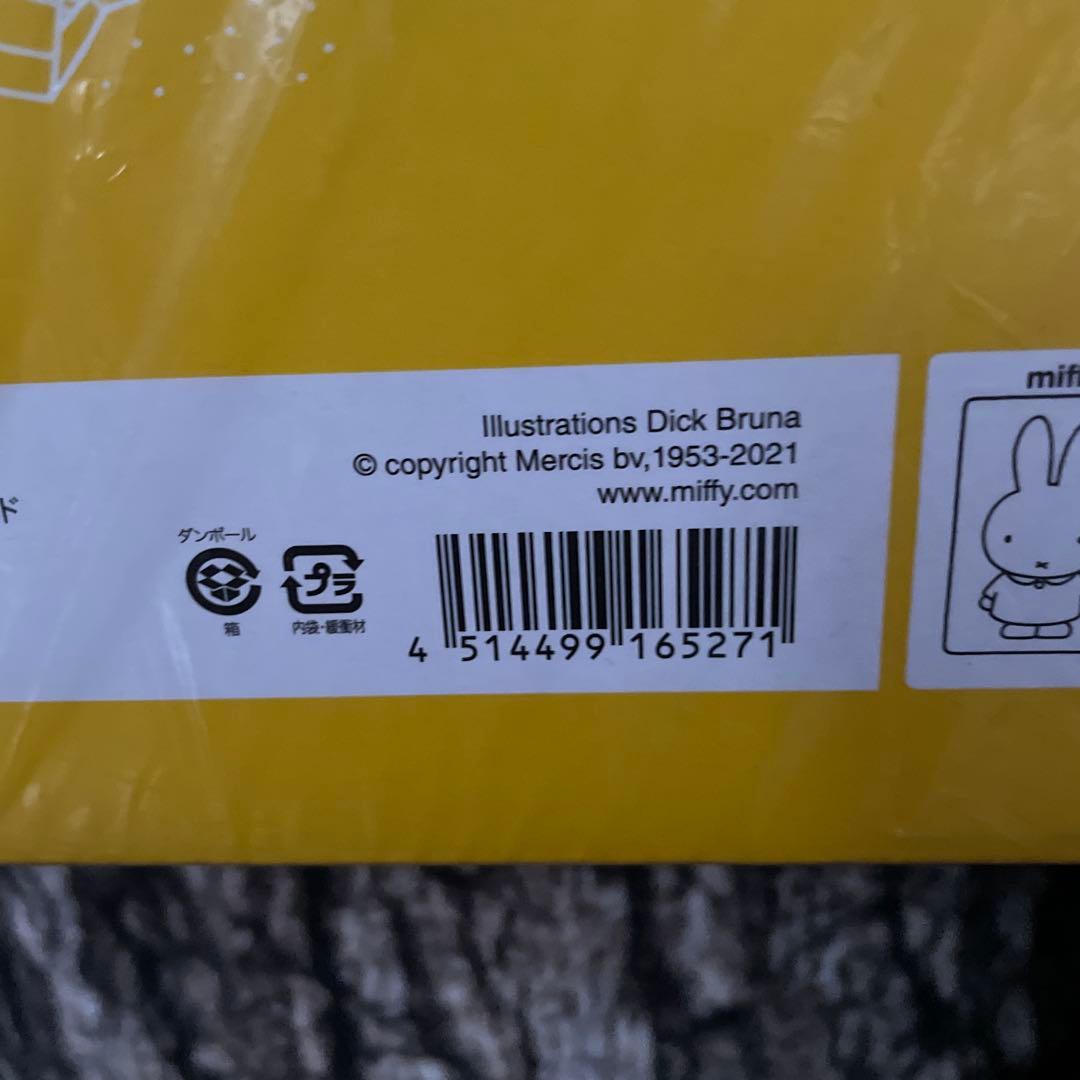 Illustrations Dick Bruna
© copyright Mercis bv,1953-2021
www.miffy.com
ド
ダンボール
箱
プラ
内袋・緩衝材
4 514499 165271
miff